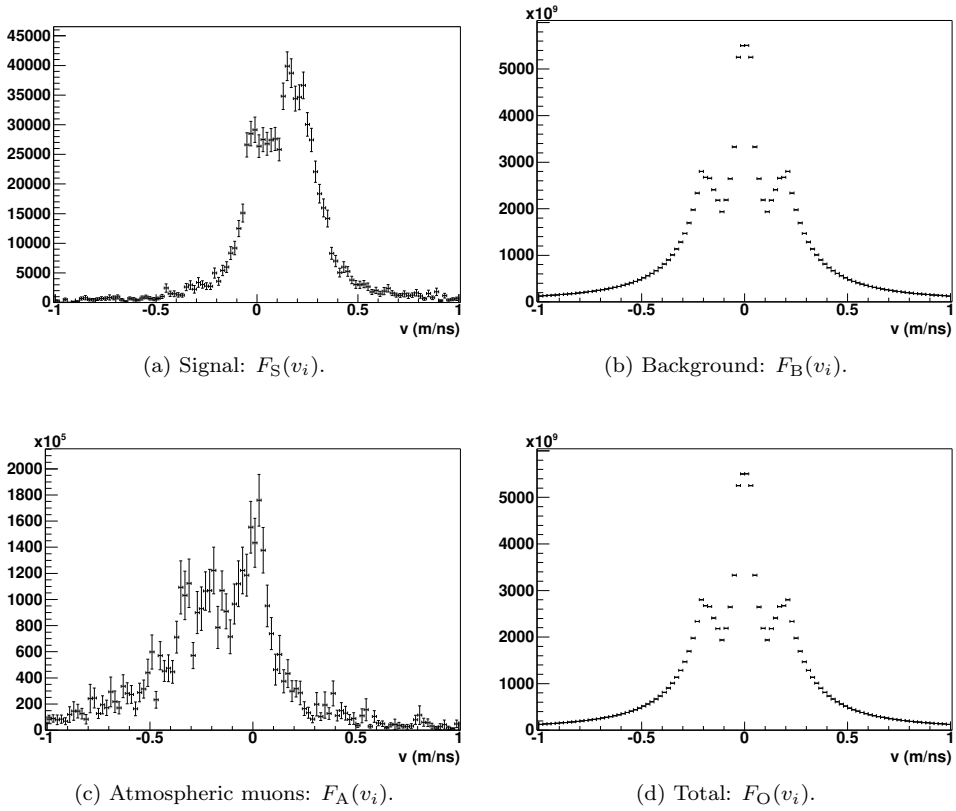 45000
40000
35000
30000
25000
20000
15000
10000
5000
0
-1 -0.5 0 0.5 1
v (m/ns)
(a) Signal: F_S(v_i).
x10^9
5000
4000
3000
2000
1000
0
-1 -0.5 0 0.5 1
v (m/ns)
(b) Background: F_B(v_i).
x10^5
2000
1800
1600
1400
1200
1000
800
600
400
200
0
-1 -0.5 0 0.5 1
v (m/ns)
(c) Atmospheric muons: F_A(v_i).
x10^9
5000
4000
3000
2000
1000
0
-1 -0.5 0 0.5 1
v (m/ns)
(d) Total: F_O(v_i).